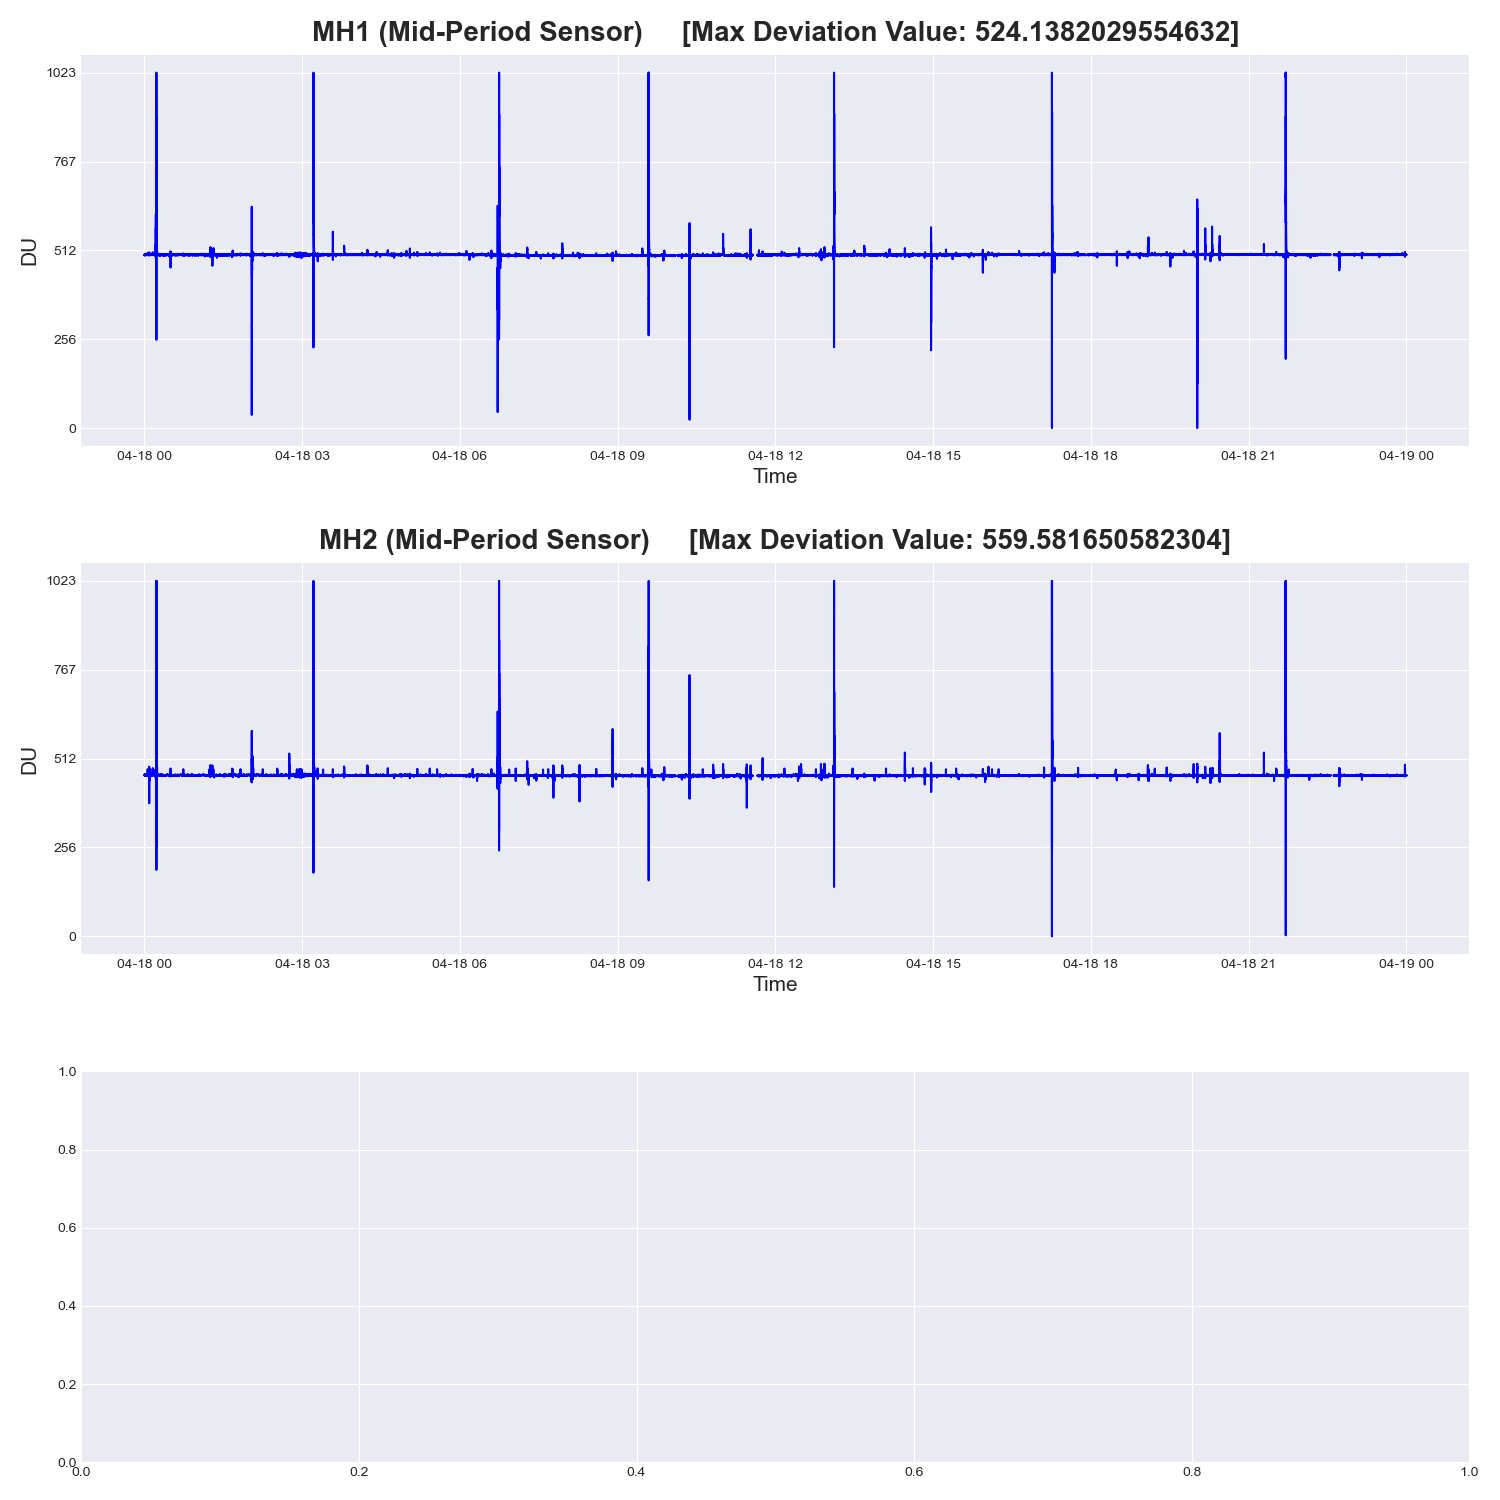 MH1 (Mid-Period Sensor) [Max Deviation Value: 524.1382029554632]
1023
767
512
256
0
DU
04-18 00 04-18 03 04-18 06 04-18 09 04-18 12 04-18 15 04-18 18 04-18 21 04-19 00
Time
MH2 (Mid-Period Sensor) [Max Deviation Value: 559.581650582304]
1023
767
512
256
0
DU
04-18 00 04-18 03 04-18 06 04-18 09 04-18 12 04-18 15 04-18 18 04-18 21 04-19 00
Time
1.0
0.8
0.6
0.4
0.2
0.0
0.0 0.2 0.4 0.6 0.8 1.0